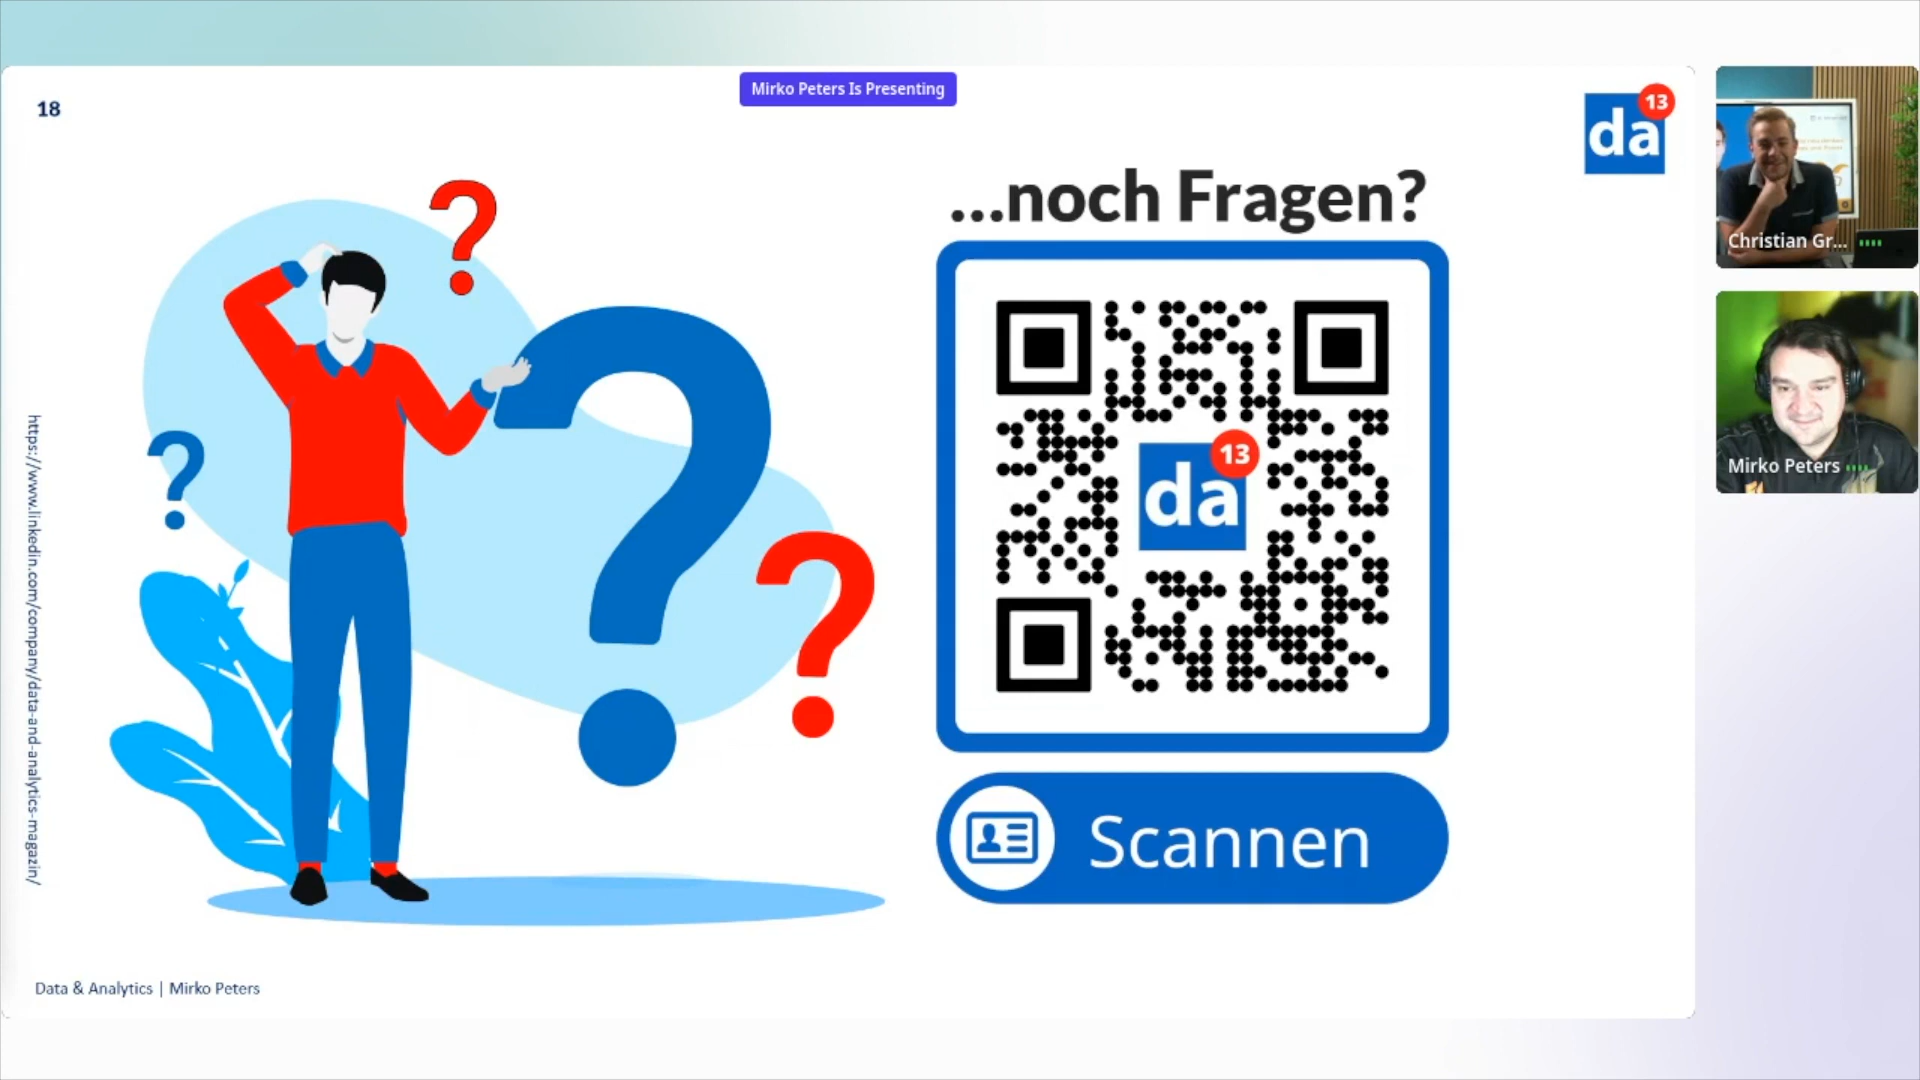 Mirko Peters Is Presenting
18
da
13
...noch Fragen?
da
13
Scannen
https://www.linkedin.com/company/data-and-analytics-magazin/
Data & Analytics | Mirko Peters
Christian Gr...
Mirko Peters